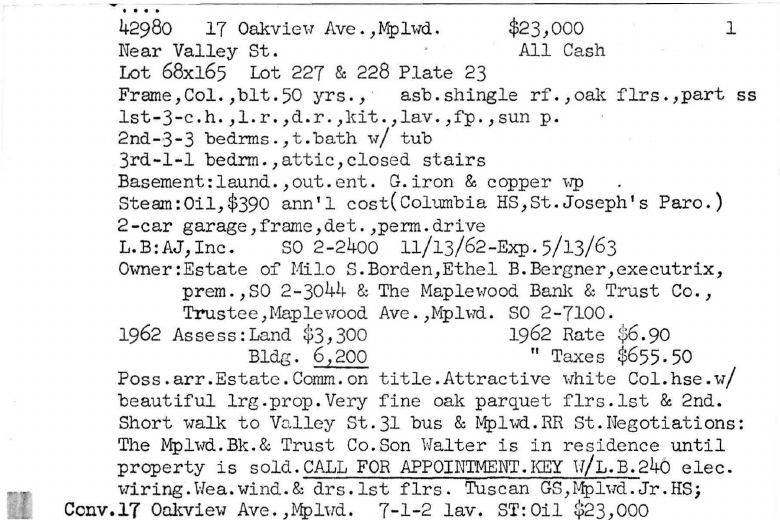 42980 17 Oakview Ave.,Mplwd. $23,000 1
Near Valley St. All Cash
Lot 68x165 Lot 227 & 228 Plate 23
Frame,Col.,blt.50 yrs., asb.shingle rf.,oak flrs.,part ss
1st-3-c.h.,l.r.,d.r.,kit.,lav.,fp.,sun p.
2nd-3-3 bedrms.,t.bath w/ tub
3rd-1-1 bedrm.,attic,closed stairs
Basement:laund.,out.ent. G.iron & copper wp
Steam:Oil,$390 ann'l cost(Columbia HS,St.Joseph's Paro.)
2-car garage,frame,det.,perm.drive
L.B:AJ,Inc. SO 2-2400 11/13/62-Exp.5/13/63
Owner:Estate of Milo S.Borden,Ethel B.Bergner,executrix,
prem.,SO 2-3044 & The Maplewood Bank & Trust Co.,
Trustee,Maplewood Ave.,Mplwd. SO 2-7100.
1962 Assess:Land $3,300 1962 Rate $6.90
Bldg. 6,200 " Taxes $655.50
Poss.arr.Estate.Comm.on title.Attractive white Col.hse.w/
beautiful lrg.prop.Very fine oak parquet flrs.1st & 2nd.
Short walk to Valley St.31 bus & Mplwd.RR St.Negotiations:
The Mplwd.Bk.& Trust Co.Son Walter is in residence until
property is sold.CALL FOR APPOINTMENT.KEY W/L.B.240 elec.
wiring.Wea.wind.& drs.1st flrs. Tuscan GS,Mplwd.Jr.HS;
Conv.17 Oakview Ave.,Mplwd. 7-1-2 lav. ST:Oil $23,000